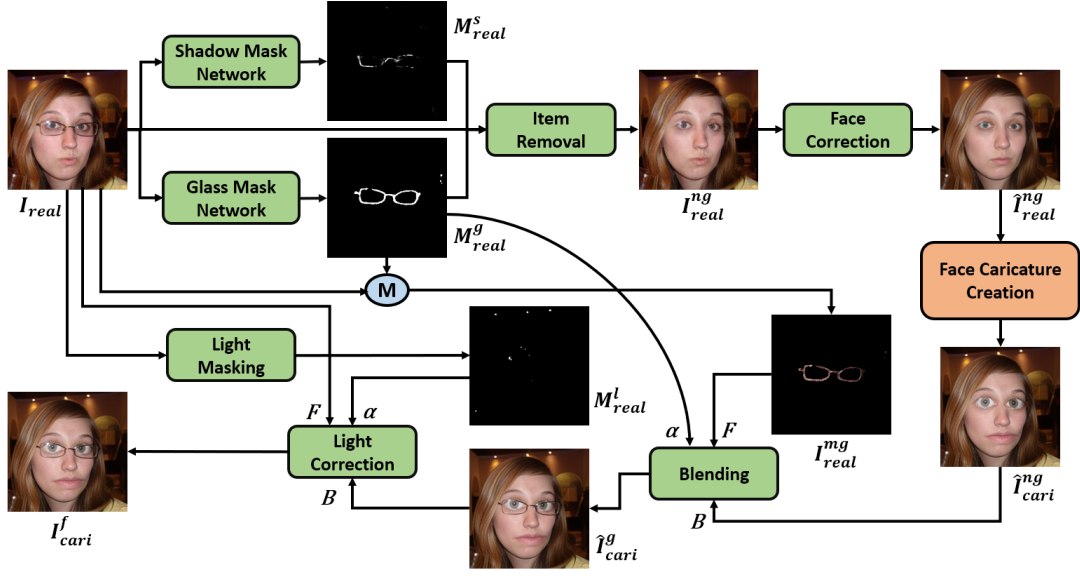 Shadow Mask
Network
M^s_real
I_real
Glass Mask
Network
M^g_real
Item
Removal
I^ng_real
Face
Correction
Î^ng_real
Face Caricature
Creation
M
Light
Masking
M^l_real
F
α
Light
Correction
B
I^f_cari
Î^g_cari
α
F
Blending
B
I^mg_real
Î^ng_cari